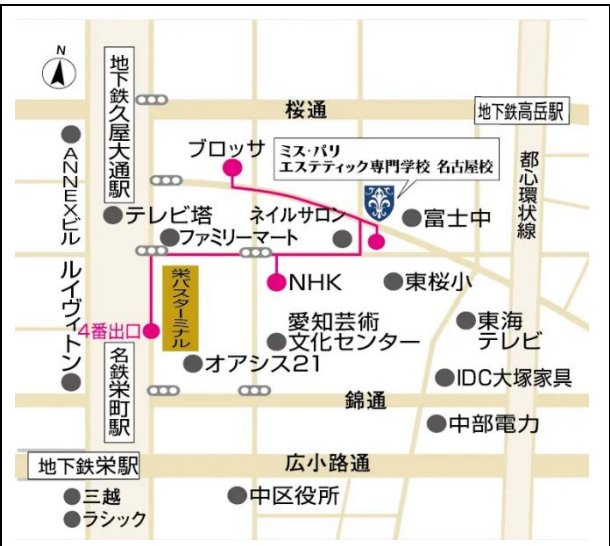 N
地下鉄久屋大通駅
桜通
地下鉄高岳駅
ANNEXビル
ブロッサ
ミス・パリ
エステティック専門学校 名古屋校
都心環状線
テレビ塔
ネイルサロン
富士中
ファミリーマート
ルイヴィトン
栄バスターミナル
NHK
東桜小
4番出口
愛知芸術
文化センター
東海
テレビ
名鉄栄町駅
オアシス21
IDC大塚家具
錦通
中部電力
地下鉄栄駅
広小路通
三越
中区役所
ラシック